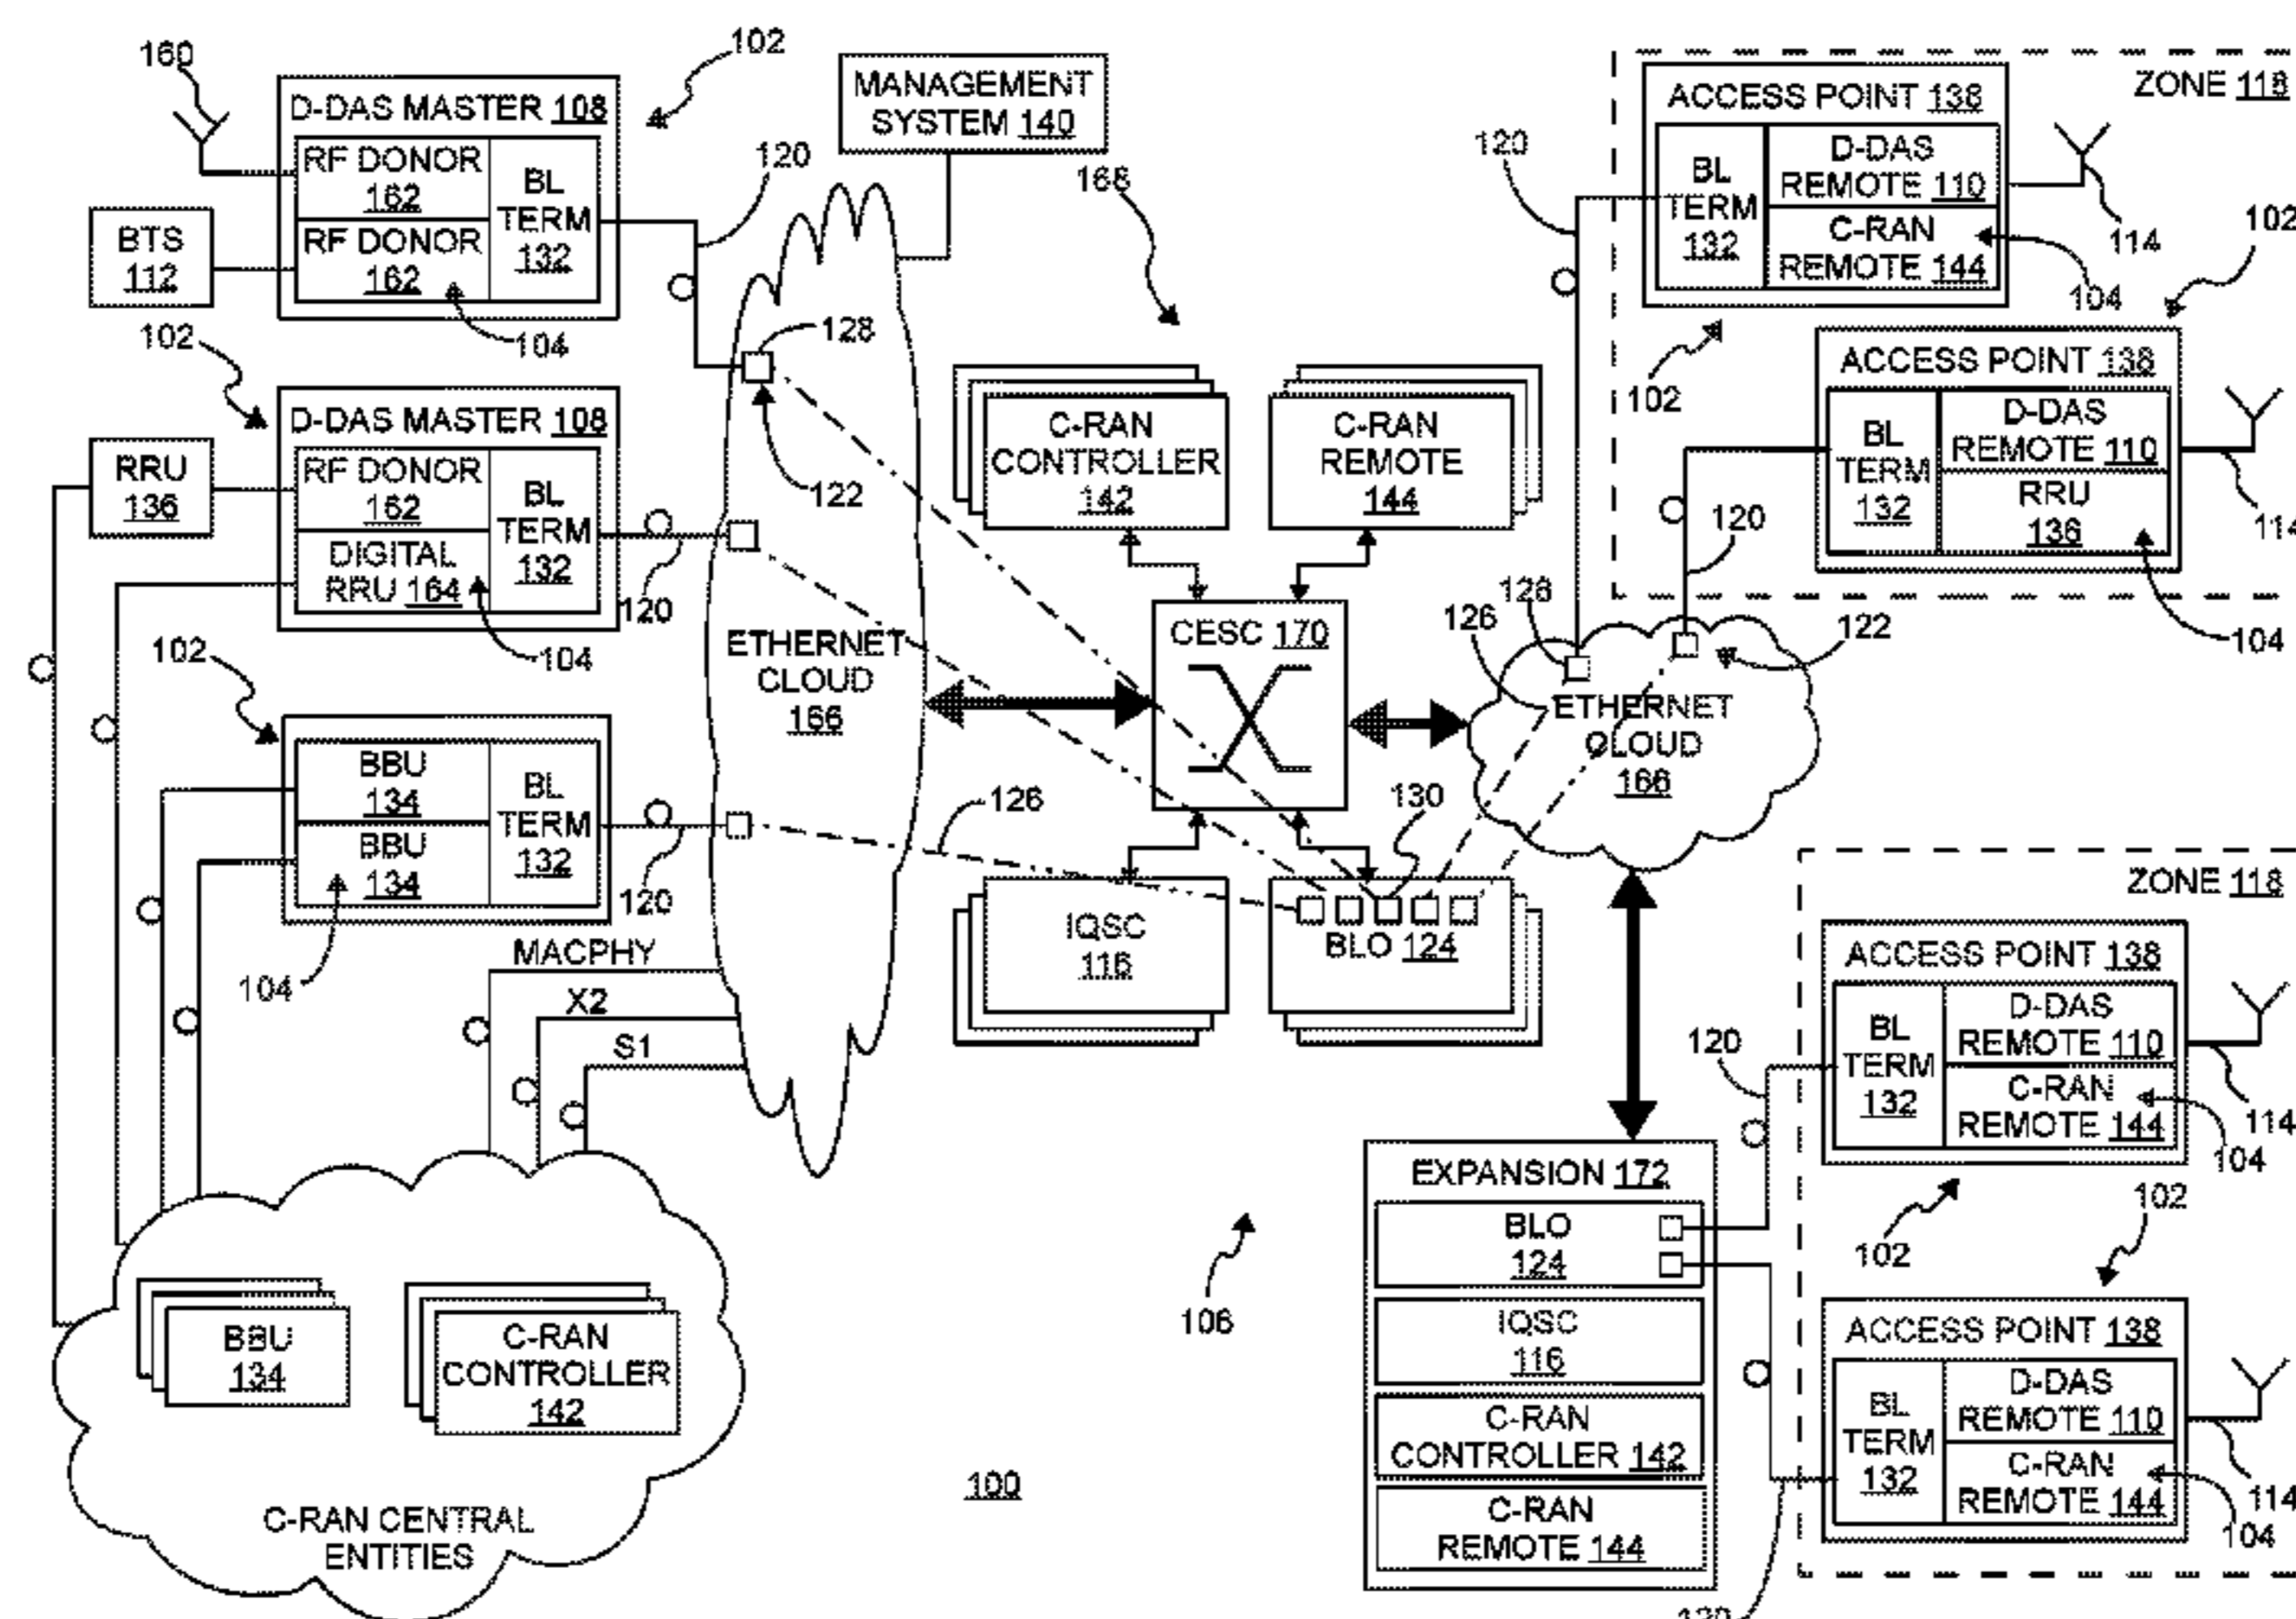 160
D-DAS MASTER 108
RF DONOR
162
RF DONOR
162
BL
TERM
132
102
104
BTS
112
120
MANAGEMENT
SYSTEM 140
168
102
D-DAS MASTER 108
RF DONOR
162
DIGITAL
RRU 164
BL
TERM
132
RRU
136
120
104
128
122
102
BBU
134
BBU
134
BL
TERM
132
120
104
ETHERNET
CLOUD
166
126
MACPHY
X2
S1
BBU
134
C-RAN
CONTROLLER
142
C-RAN CENTRAL
ENTITIES
C-RAN
CONTROLLER
142
C-RAN
REMOTE
144
CESC 170
IQSC
116
130
BLO 124
106
100
ZONE 118
ACCESS POINT 138
BL
TERM
132
D-DAS
REMOTE 110
C-RAN
REMOTE 144
120
114
104
102
102
ACCESS POINT 138
BL
TERM
132
D-DAS
REMOTE 110
RRU
136
120
114
104
128
126
122
ETHERNET
CLOUD
166
EXPANSION 172
BLO
124
IQSC
116
C-RAN
CONTROLLER 142
C-RAN
REMOTE 144
ZONE 118
ACCESS POINT 138
BL
TERM
132
D-DAS
REMOTE 110
C-RAN
REMOTE 144
120
114
104
102
102
ACCESS POINT 138
BL
TERM
132
D-DAS
REMOTE 110
C-RAN
REMOTE 144
114
104